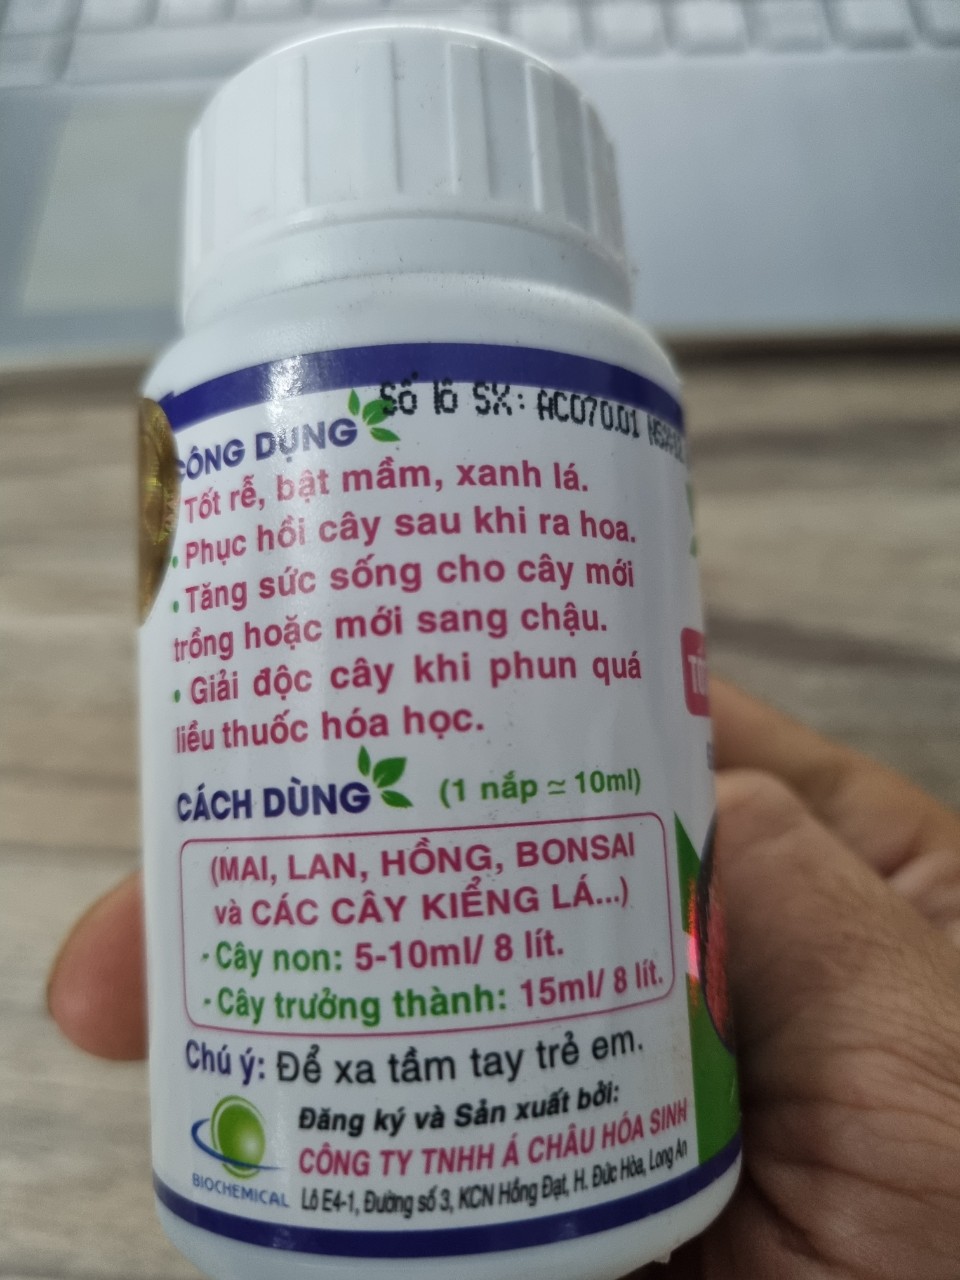 Số lô SX: AC070.01
CÔNG DỤNG
Tốt rễ, bật mầm, xanh lá.
• Phục hồi cây sau khi ra hoa.
• Tăng sức sống cho cây mới
trồng hoặc mới sang chậu.
• Giải độc cây khi phun quá
liều thuốc hóa học.
CÁCH DÙNG (1 nắp ≃ 10ml)
(MAI, LAN, HỒNG, BONSAI
và CÁC CÂY KIỂNG LÁ...)
- Cây non: 5-10ml/ 8 lít.
- Cây trưởng thành: 15ml/ 8 lít.
Chú ý: Để xa tầm tay trẻ em.
Đăng ký và Sản xuất bởi:
CÔNG TY TNHH Á CHÂU HÓA SINH
BIOCHEMICAL
Lô E4-1, Đường số 3, KCN Hồng Đạt, H. Đức Hòa, Long An